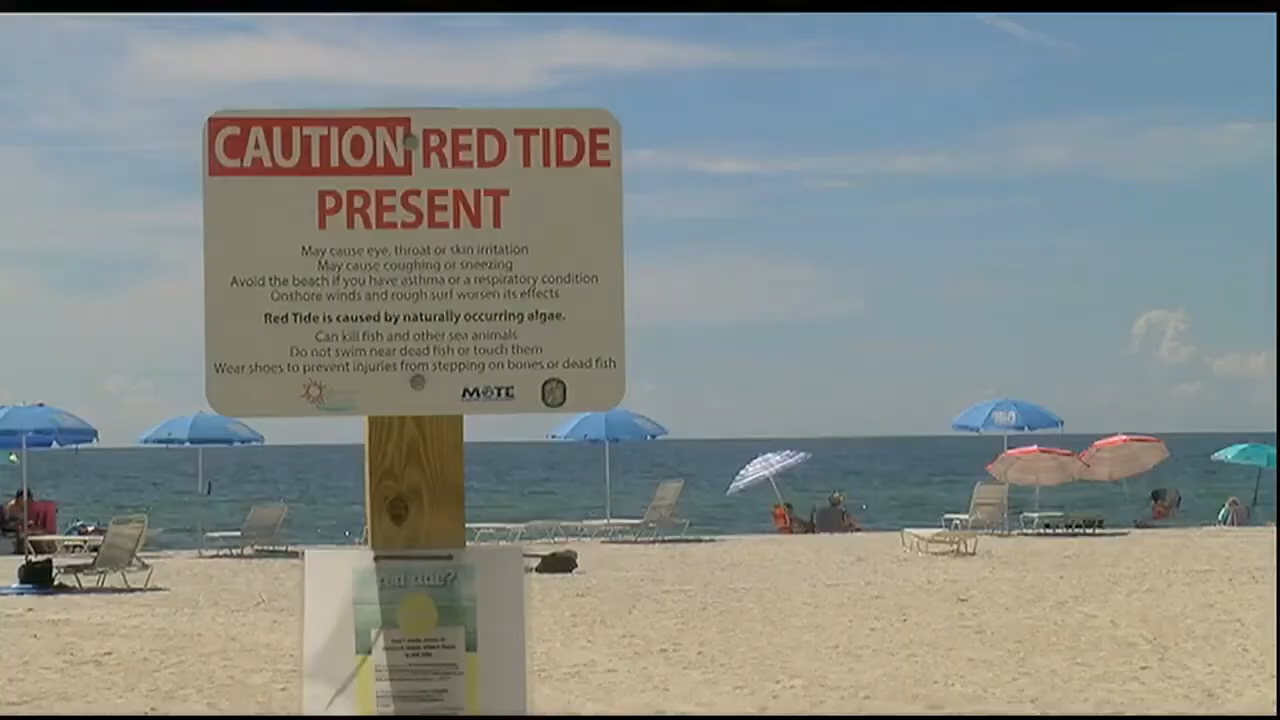 CAUTION RED TIDE
PRESENT
May cause eye, throat or skin irritation
May cause coughing or sneezing
Avoid the beach if you have asthma or a respiratory condition
Onshore winds and rough surf worsen its effects
Red Tide is caused by naturally occurring algae.
Can kill fish and other sea animals
Do not swim near dead fish or touch them
Wear shoes to prevent injuries from stepping on bones or dead fish
MOTE
red tide?